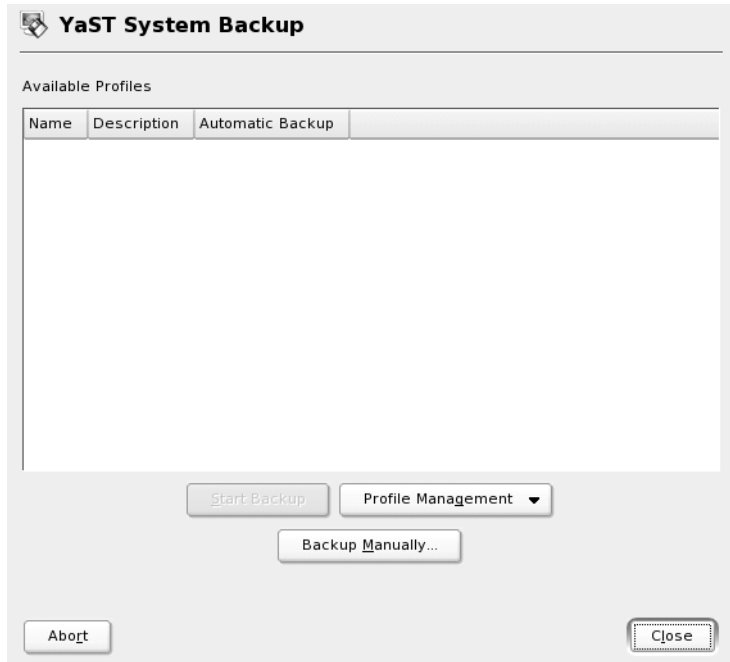 YaST System Backup
Available Profiles
Name Description Automatic Backup
Start Backup Profile Management
Backup Manually...
Abort Close